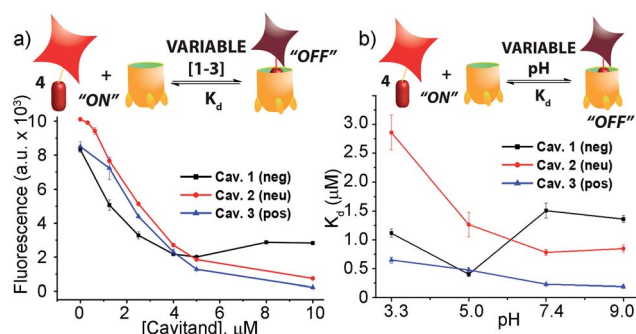 a)
VARIABLE
[1-3]
"OFF"
4
+
"ON"
Kd
Fluorescence (a.u. x 10³)
10
8
6
4
2
0
Cav. 1 (neg)
Cav. 2 (neu)
Cav. 3 (pos)
0 2 4 6 8 10
[Cavitand], µM
b)
VARIABLE
pH
4
+
"ON"
Kd
"OFF"
Kd (µM)
3.0
2.5
2.0
1.5
1.0
0.5
0
Cav. 1 (neg)
Cav. 2 (neu)
Cav. 3 (pos)
3.3 5.0 7.4 9.0
pH